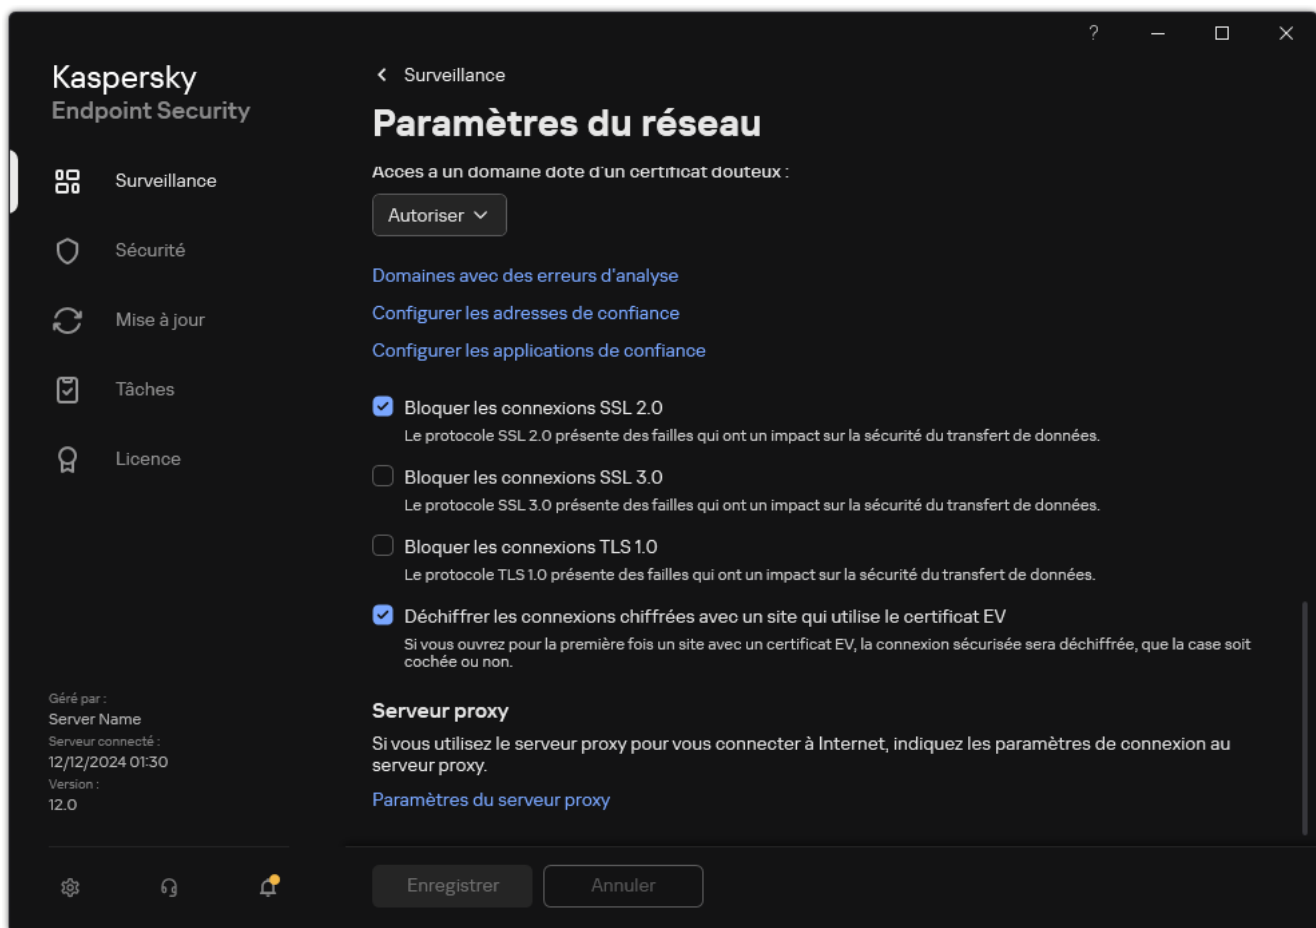 ?
Kaspersky
Endpoint Security
Surveillance
Sécurité
Mise à jour
Tâches
Licence
Géré par :
Server Name
Serveur connecté :
12/12/2024 01:30
Version :
12.0
Surveillance
Paramètres du réseau
Accès à un domaine doté d'un certificat douteux :
Autoriser
Domaines avec des erreurs d'analyse
Configurer les adresses de confiance
Configurer les applications de confiance
Bloquer les connexions SSL 2.0
Le protocole SSL 2.0 présente des failles qui ont un impact sur la sécurité du transfert de données.
Bloquer les connexions SSL 3.0
Le protocole SSL 3.0 présente des failles qui ont un impact sur la sécurité du transfert de données.
Bloquer les connexions TLS 1.0
Le protocole TLS 1.0 présente des failles qui ont un impact sur la sécurité du transfert de données.
Déchiffrer les connexions chiffrées avec un site qui utilise le certificat EV
Si vous ouvrez pour la première fois un site avec un certificat EV, la connexion sécurisée sera déchiffrée, que la case soit
cochée ou non.
Serveur proxy
Si vous utilisez le serveur proxy pour vous connecter à Internet, indiquez les paramètres de connexion au
serveur proxy.
Paramètres du serveur proxy
Enregistrer
Annuler